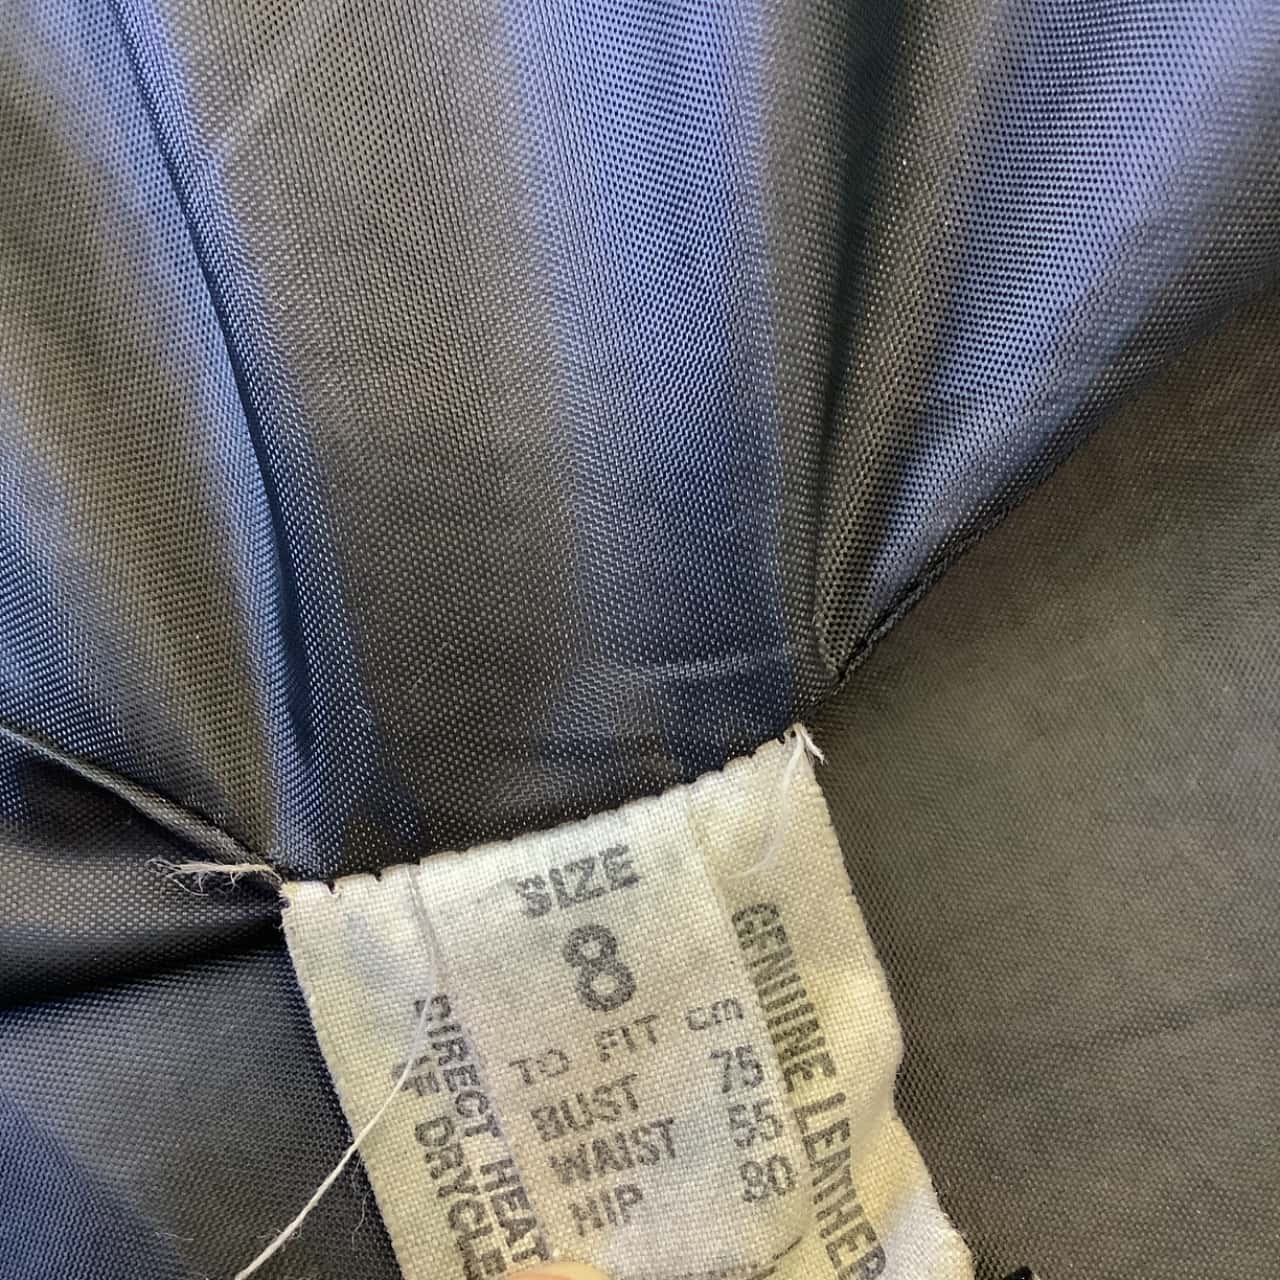 SIZE
8
TO FIT cm
BUST 75
WAIST 55
HIP 80
GENUINE LEATHER
DIRECT HEAT
DRYCLE